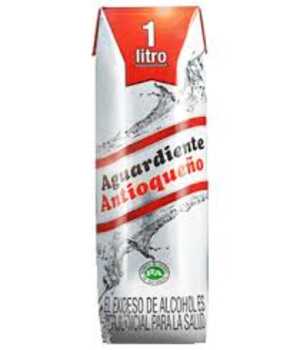 1
litro
Aguardiente
Antioqueño
EL EXCESO DE ALCOHOL ES
PERJUDICIAL PARA LA SALUD